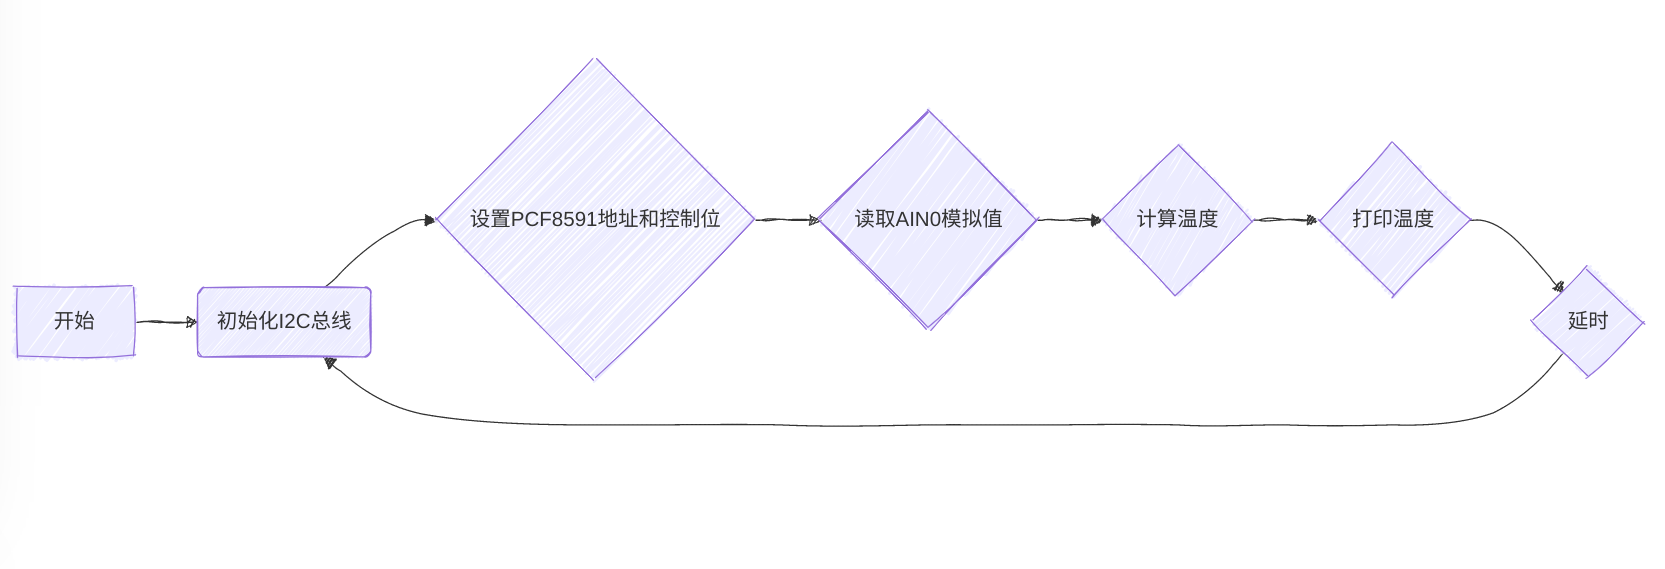 开始
初始化I2C总线
设置PCF8591地址和控制位
读取AIN0模拟值
计算温度
打印温度
延时